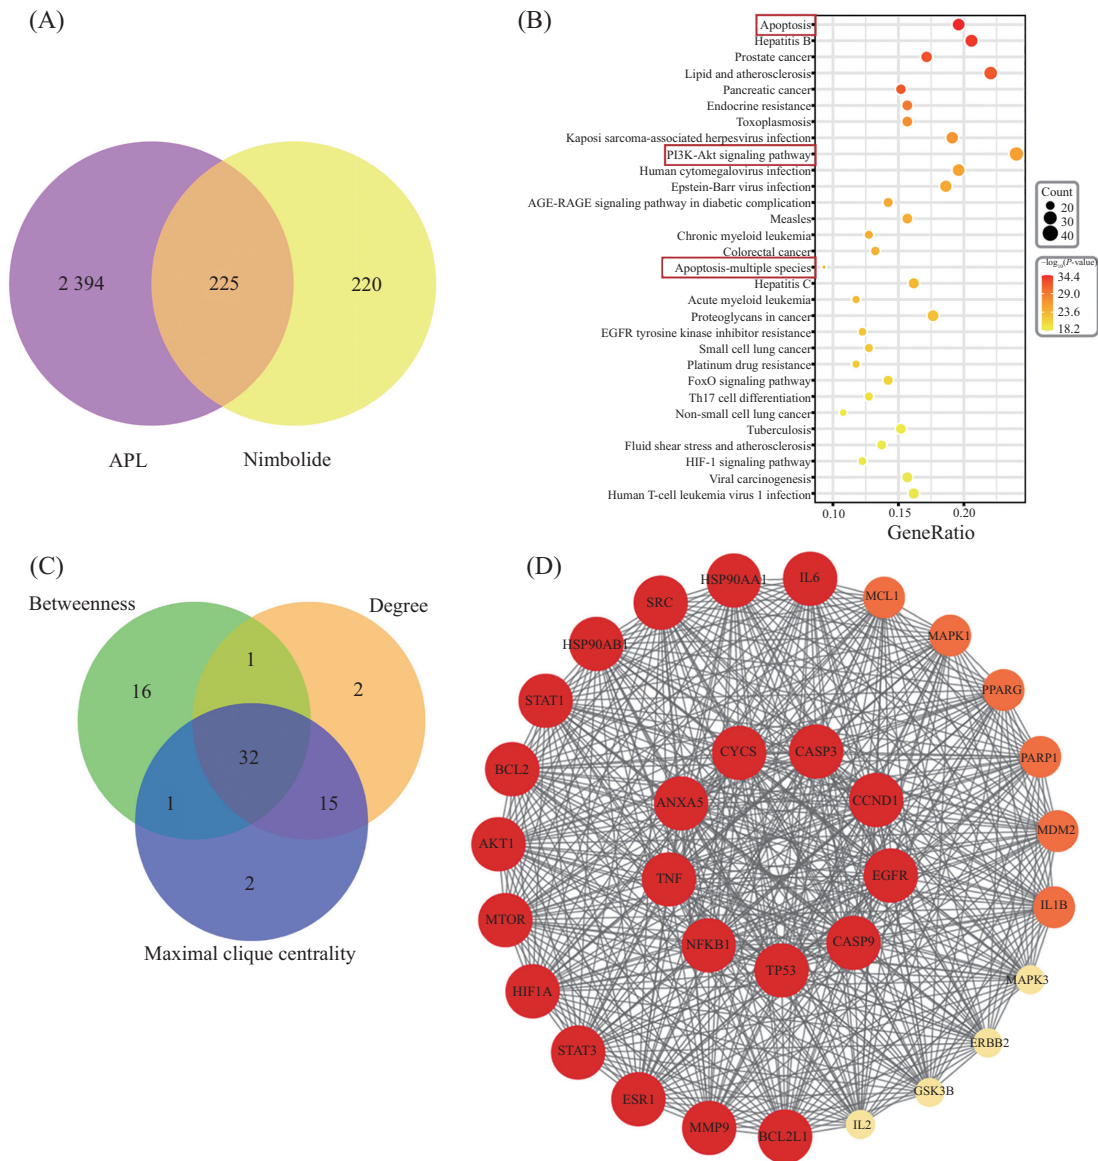 (A)
2 394
225
220
APL
Nimbolide
(B)
Apoptosis
Hepatitis B
Prostate cancer
Lipid and atherosclerosis
Pancreatic cancer
Endocrine resistance
Toxoplasmosis
Kaposi sarcoma-associated herpesvirus infection
PI3K-Akt signaling pathway
Human cytomegalovirus infection
Epstein-Barr virus infection
AGE-RAGE signaling pathway in diabetic complication
Measles
Chronic myeloid leukemia
Colorectal cancer
Apoptosis-multiple species
Hepatitis C
Acute myeloid leukemia
Proteoglycans in cancer
EGFR tyrosine kinase inhibitor resistance
Small cell lung cancer
Platinum drug resistance
FoxO signaling pathway
Th17 cell differentiation
Non-small cell lung cancer
Tuberculosis
Fluid shear stress and atherosclerosis
HIF-1 signaling pathway
Viral carcinogenesis
Human T-cell leukemia virus 1 infection
0.10 0.15 0.20
GeneRatio
Count
20
30
40
−log₁₀(P-value)
34.4
29.0
23.6
18.2
(C)
Betweenness
Degree
1
16
2
32
1
15
2
Maximal clique centrality
(D)
HSP90AA1
IL6
SRC
MCL1
HSP90AB1
MAPK1
STAT1
PPARG
BCL2
PARP1
AKT1
MDM2
MTOR
IL1B
HIF1A
MAPK3
STAT3
ERBB2
ESR1
GSK3B
MMP9
BCL2L1
IL2
CYCS
CASP3
ANXA5
CCND1
TNF
EGFR
NFKB1
CASP9
TP53